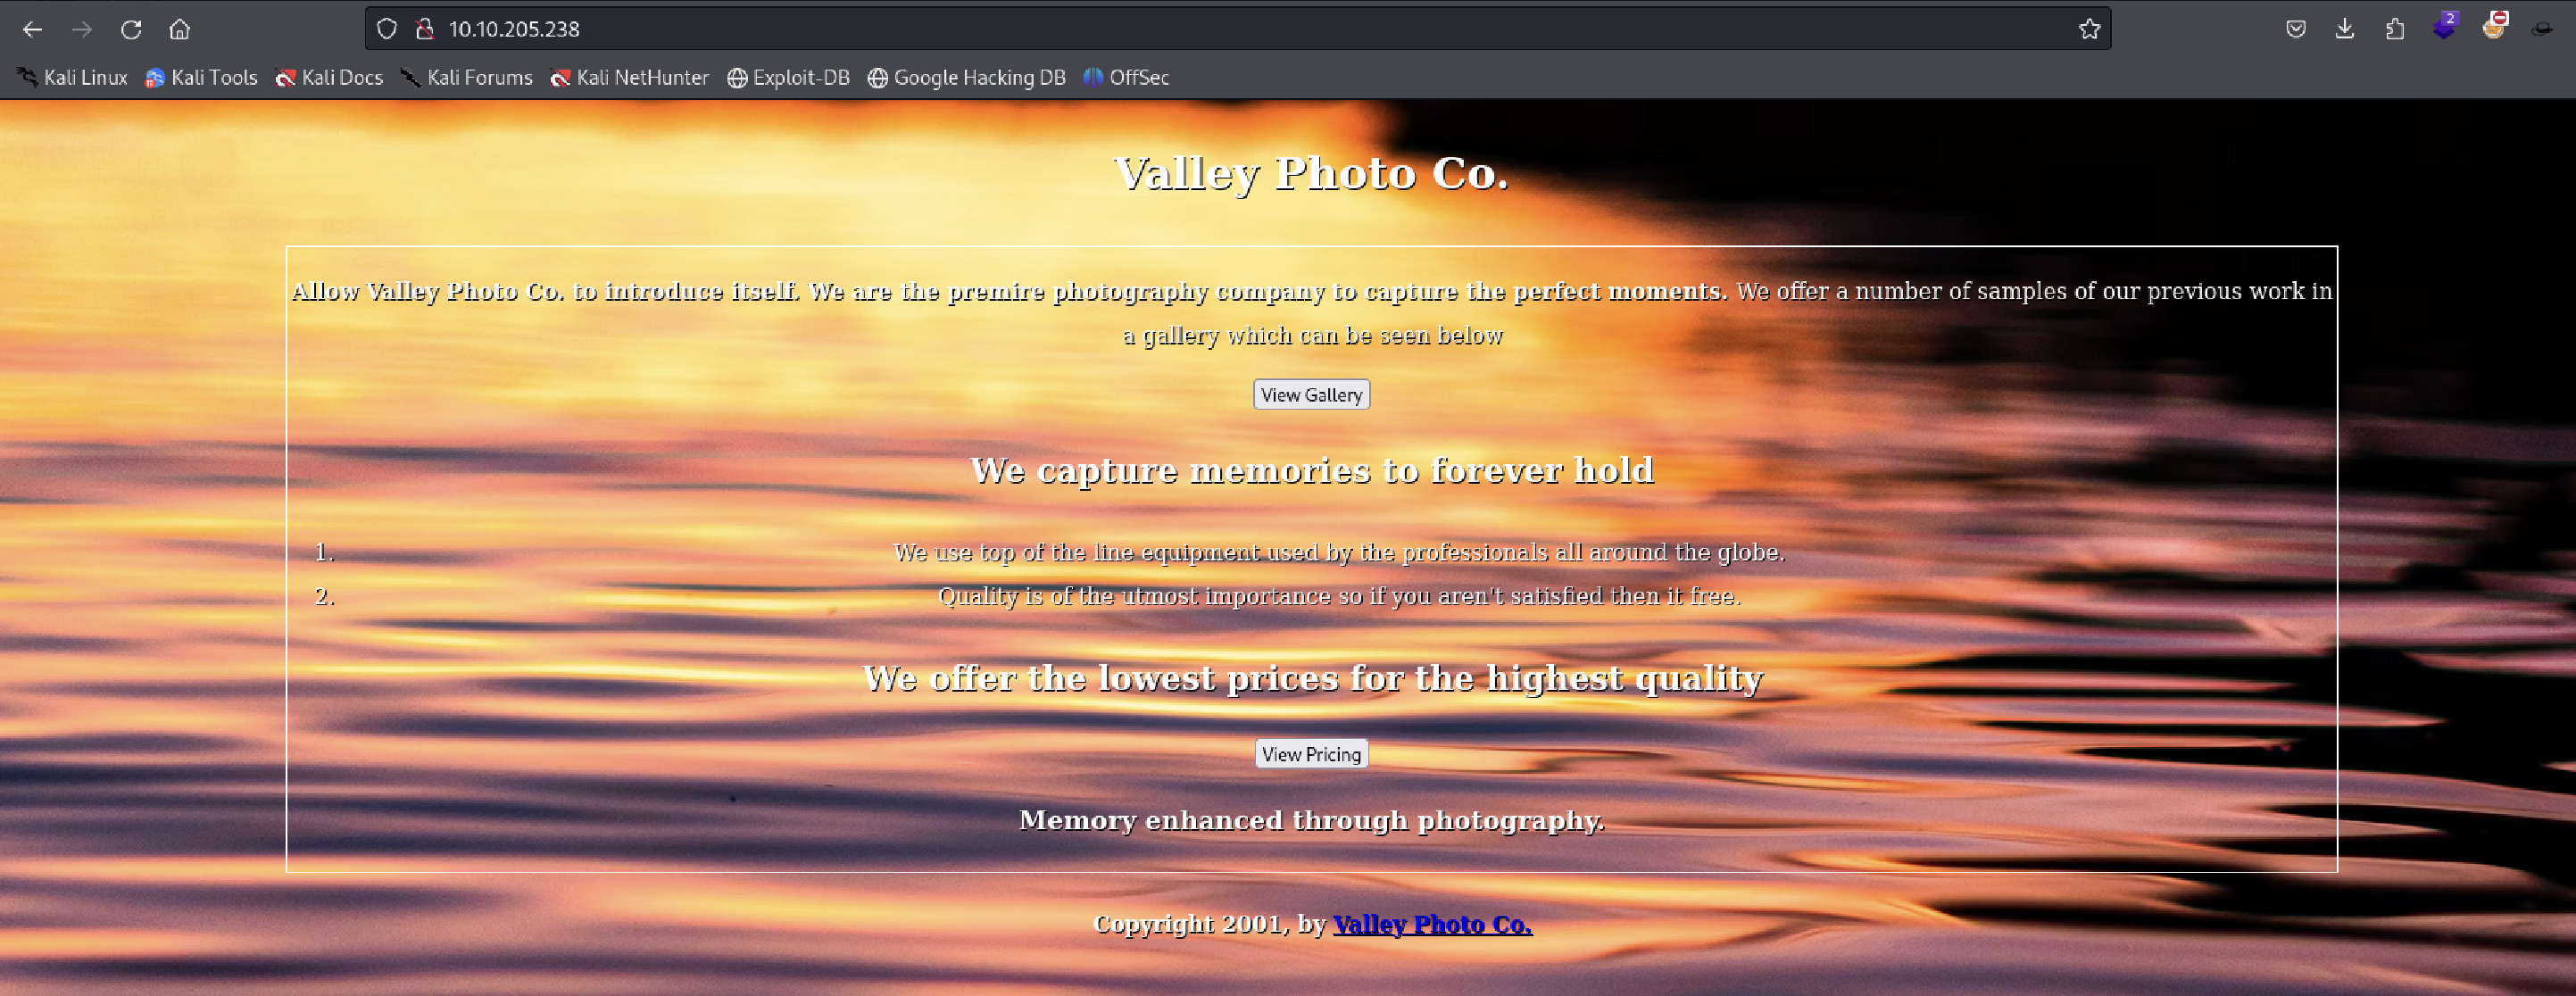 10.10.205.238
2
Kali Linux Kali Tools Kali Docs Kali Forums Kali NetHunter Exploit-DB Google Hacking DB OffSec
Valley Photo Co.
Allow Valley Photo Co. to introduce itself. We are the premire photography company to capture the perfect moments. We offer a number of samples of our previous work in
a gallery which can be seen below
View Gallery
We capture memories to forever hold
1. We use top of the line equipment used by the professionals all around the globe.
2. Quality is of the utmost importance so if you aren't satisfied then it free.
We offer the lowest prices for the highest quality
View Pricing
Memory enhanced through photography.
Copyright 2001, by Valley Photo Co.